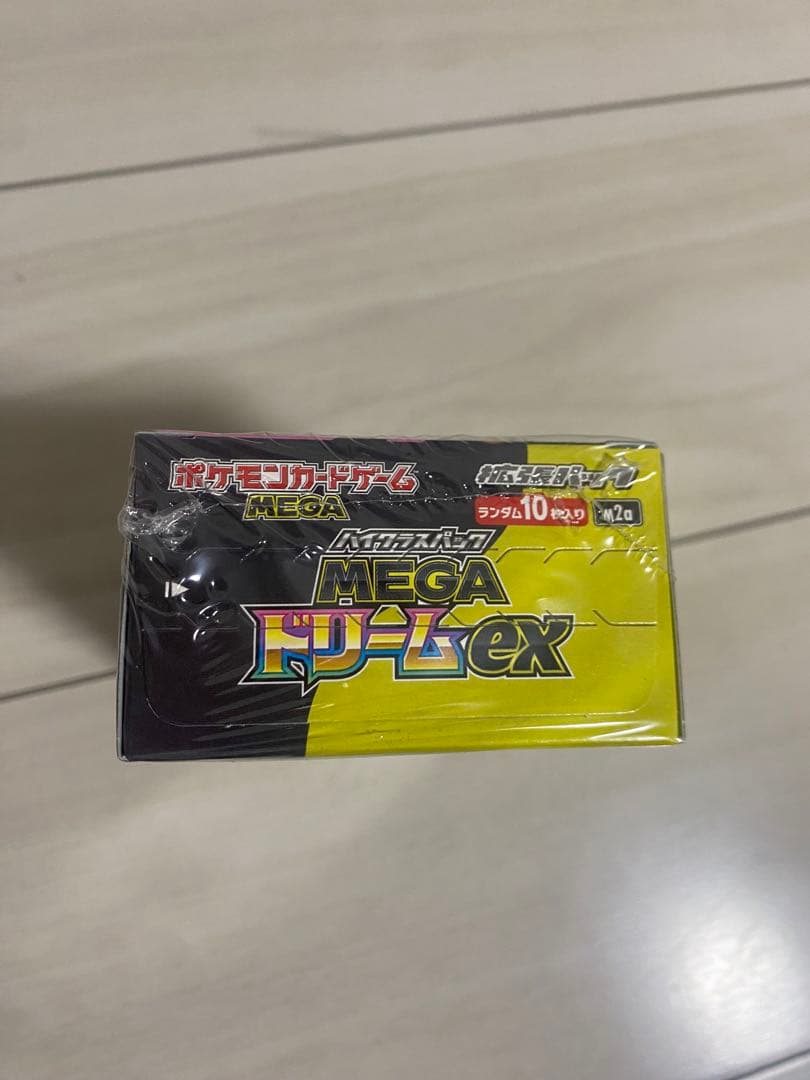 ポケモンカードゲーム
MEGA
拡張パック
ランダム10枚入り
M2a
ハイクラスパック
MEGA
ドリームex